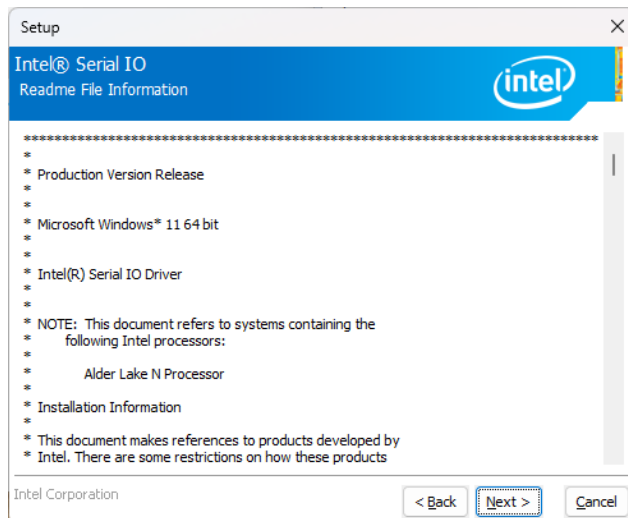 Setup
Intel® Serial IO
Readme File Information
intel
*****************************************************************************
*
* Production Version Release
*
*
* Microsoft Windows* 11 64 bit
*
*
* Intel(R) Serial IO Driver
*
*
* NOTE: This document refers to systems containing the
* following Intel processors:
*
* Alder Lake N Processor
*
* Installation Information
*
* This document makes references to products developed by
* Intel. There are some restrictions on how these products
Intel Corporation
< Back
Next >
Cancel